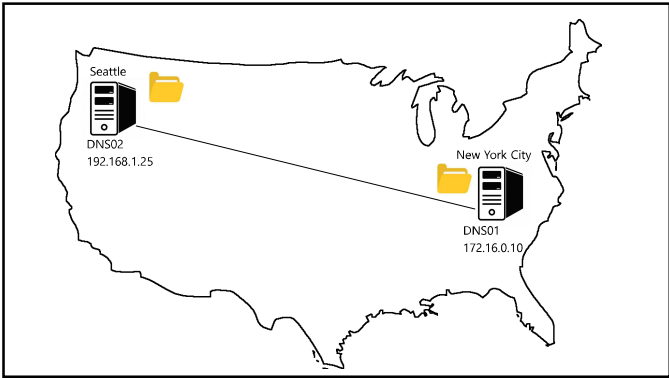 Seattle
DNS02
192.168.1.25
New York City
DNS01
172.16.0.10